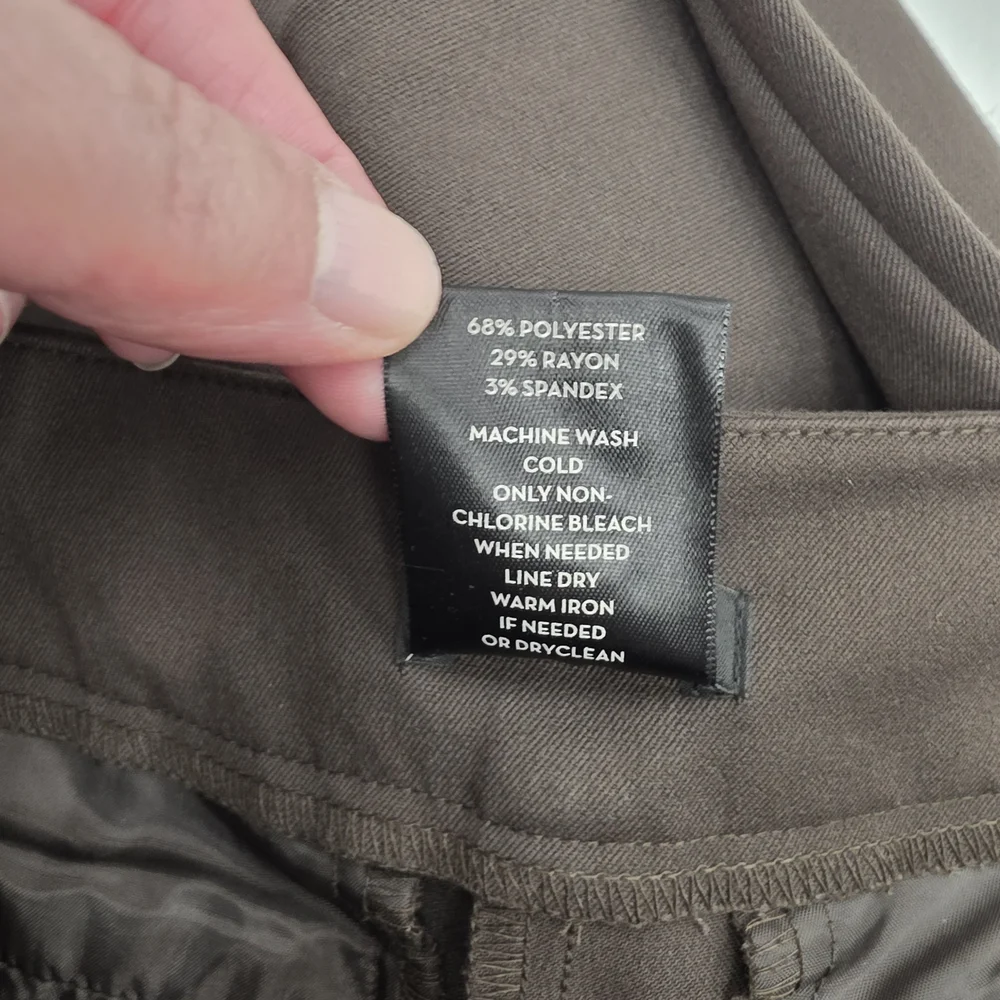 68% POLYESTER
29% RAYON
3% SPANDEX
MACHINE WASH
COLD
ONLY NON-
CHLORINE BLEACH
WHEN NEEDED
LINE DRY
WARM IRON
IF NEEDED
OR DRYCLEAN